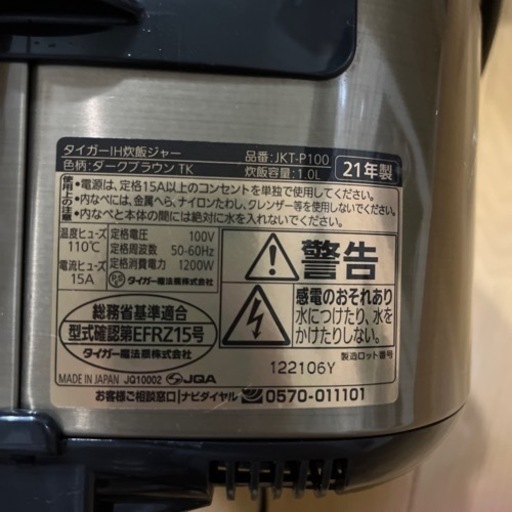 タイガーIH炊飯ジャー
品番:JKT-P100
色柄:ダークブラウン TK
炊飯容量:1.0L
21年製
使用上の注意
•電源は、定格15A以上のコンセントを単独で使用してください。
•内なべには、金属へら、ナイロンたわし、クレンザー等を使用しないでください。
•内なべと本体の間には絶対に水を入れないでください。
温度ヒューズ
110℃
電流ヒューズ
15A
定格電圧 100V
定格周波数 50-60Hz
定格消費電力 1200W
タイガー魔法瓶株式会社
警告
感電のおそれあり
水につけたり、水を
かけたりしない。
総務省基準適合
型式確認第EFRZ15号
タイガー魔法瓶株式会社
製造ロット番号
122106Y
MADE IN JAPAN JQ10002 JQA
お客様ご相談窓口 ナビダイヤル 0570-011101